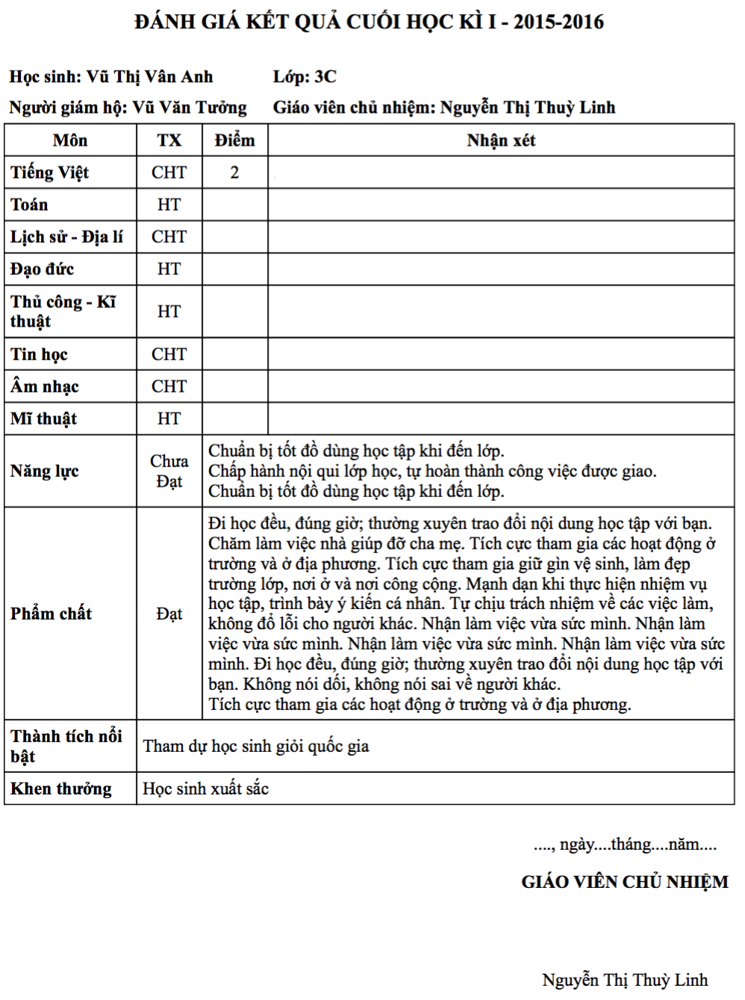 ĐÁNH GIÁ KẾT QUẢ CUỐI HỌC KÌ I - 2015-2016
Học sinh: Vũ Thị Vân Anh Lớp: 3C
Người giám hộ: Vũ Văn Tưởng Giáo viên chủ nhiệm: Nguyễn Thị Thuỳ Linh
Môn TX Điểm Nhận xét
Tiếng Việt CHT 2
Toán HT
Lịch sử - Địa lí CHT
Đạo đức HT
Thủ công - Kĩ
thuật HT
Tin học CHT
Âm nhạc CHT
Mĩ thuật HT
Năng lực
Chưa
Đạt
Chuẩn bị tốt đồ dùng học tập khi đến lớp.
Chấp hành nội qui lớp học, tự hoàn thành công việc được giao.
Chuẩn bị tốt đồ dùng học tập khi đến lớp.
Phẩm chất
Đạt
Đi học đều, đúng giờ; thường xuyên trao đổi nội dung học tập với bạn.
Chăm làm việc nhà giúp đỡ cha mẹ. Tích cực tham gia các hoạt động ở
trường và ở địa phương. Tích cực tham gia giữ gìn vệ sinh, làm đẹp
trường lớp, nơi ở và nơi công cộng. Mạnh dạn khi thực hiện nhiệm vụ
học tập, trình bày ý kiến cá nhân. Tự chịu trách nhiệm về các việc làm,
không đổ lỗi cho người khác. Nhận làm việc vừa sức mình. Nhận làm
việc vừa sức mình. Nhận làm việc vừa sức mình. Nhận làm việc vừa sức
mình. Đi học đều, đúng giờ; thường xuyên trao đổi nội dung học tập với
bạn. Không nói dối, không nói sai về người khác.
Tích cực tham gia các hoạt động ở trường và ở địa phương.
Thành tích nổi
bật
Tham dự học sinh giỏi quốc gia
Khen thưởng Học sinh xuất sắc
...., ngày....tháng....năm....
GIÁO VIÊN CHỦ NHIỆM
Nguyễn Thị Thuỳ Linh